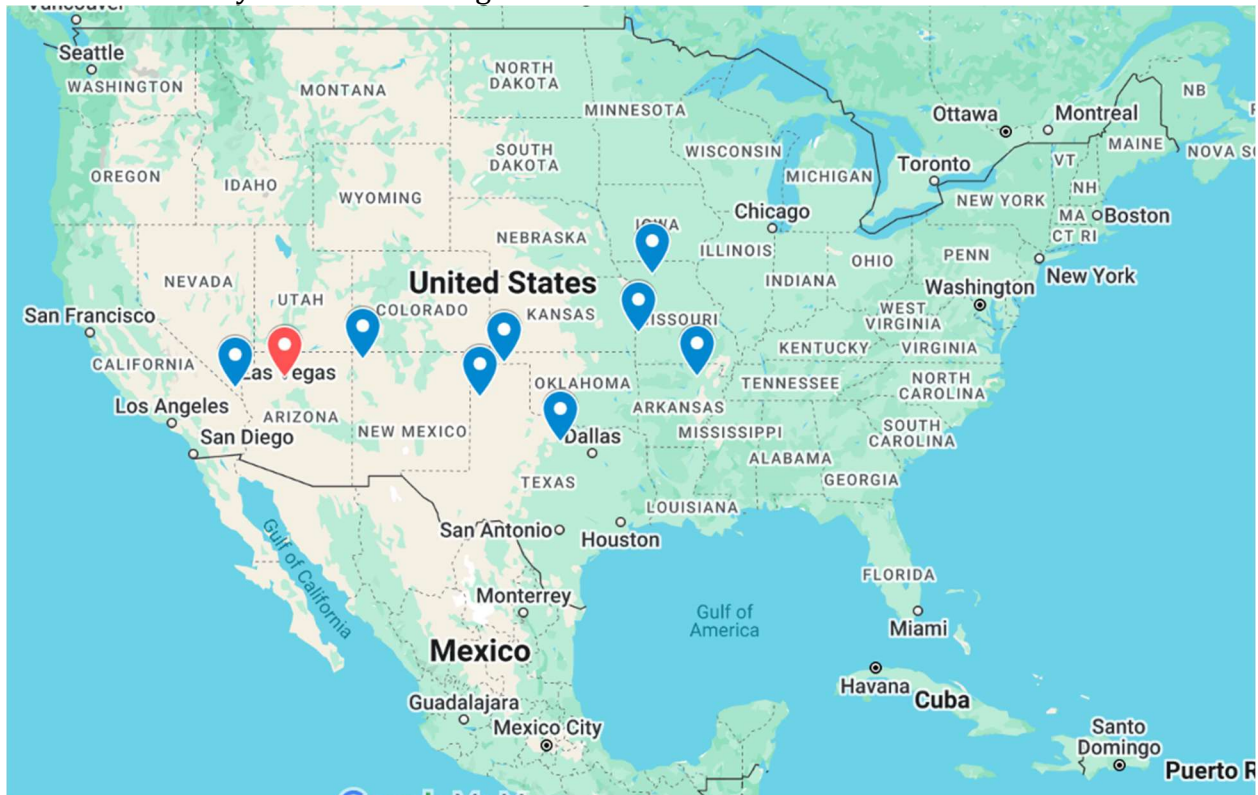 Vancouver
Seattle
WASHINGTON
MONTANA
NORTH
DAKOTA
MINNESOTA
Ottawa
Montreal
NB
MAINE
NOVA
OREGON
IDAHO
WYOMING
SOUTH
DAKOTA
WISCONSIN
MICHIGAN
Toronto
VT
NH
NEW YORK
MA
Boston
CT RI
IOWA
Chicago
NEBRASKA
ILLINOIS
INDIANA
OHIO
PENN
New York
Washington
NEVADA
UTAH
United States
COLORADO
KANSAS
MISSOURI
WEST
VIRGINIA
San Francisco
CALIFORNIA
KENTUCKY
VIRGINIA
Las Vegas
OKLAHOMA
TENNESSEE
NORTH
CAROLINA
Los Angeles
ARIZONA
NEW MEXICO
ARKANSAS
San Diego
Dallas
MISSISSIPPI
SOUTH
CAROLINA
ALABAMA
GEORGIA
TEXAS
LOUISIANA
San Antonio
Houston
Gulf of California
FLORIDA
Monterrey
Gulf of
America
Miami
Mexico
Havana
Cuba
Guadalajara
Mexico City
Santo
Domingo
Puerto R